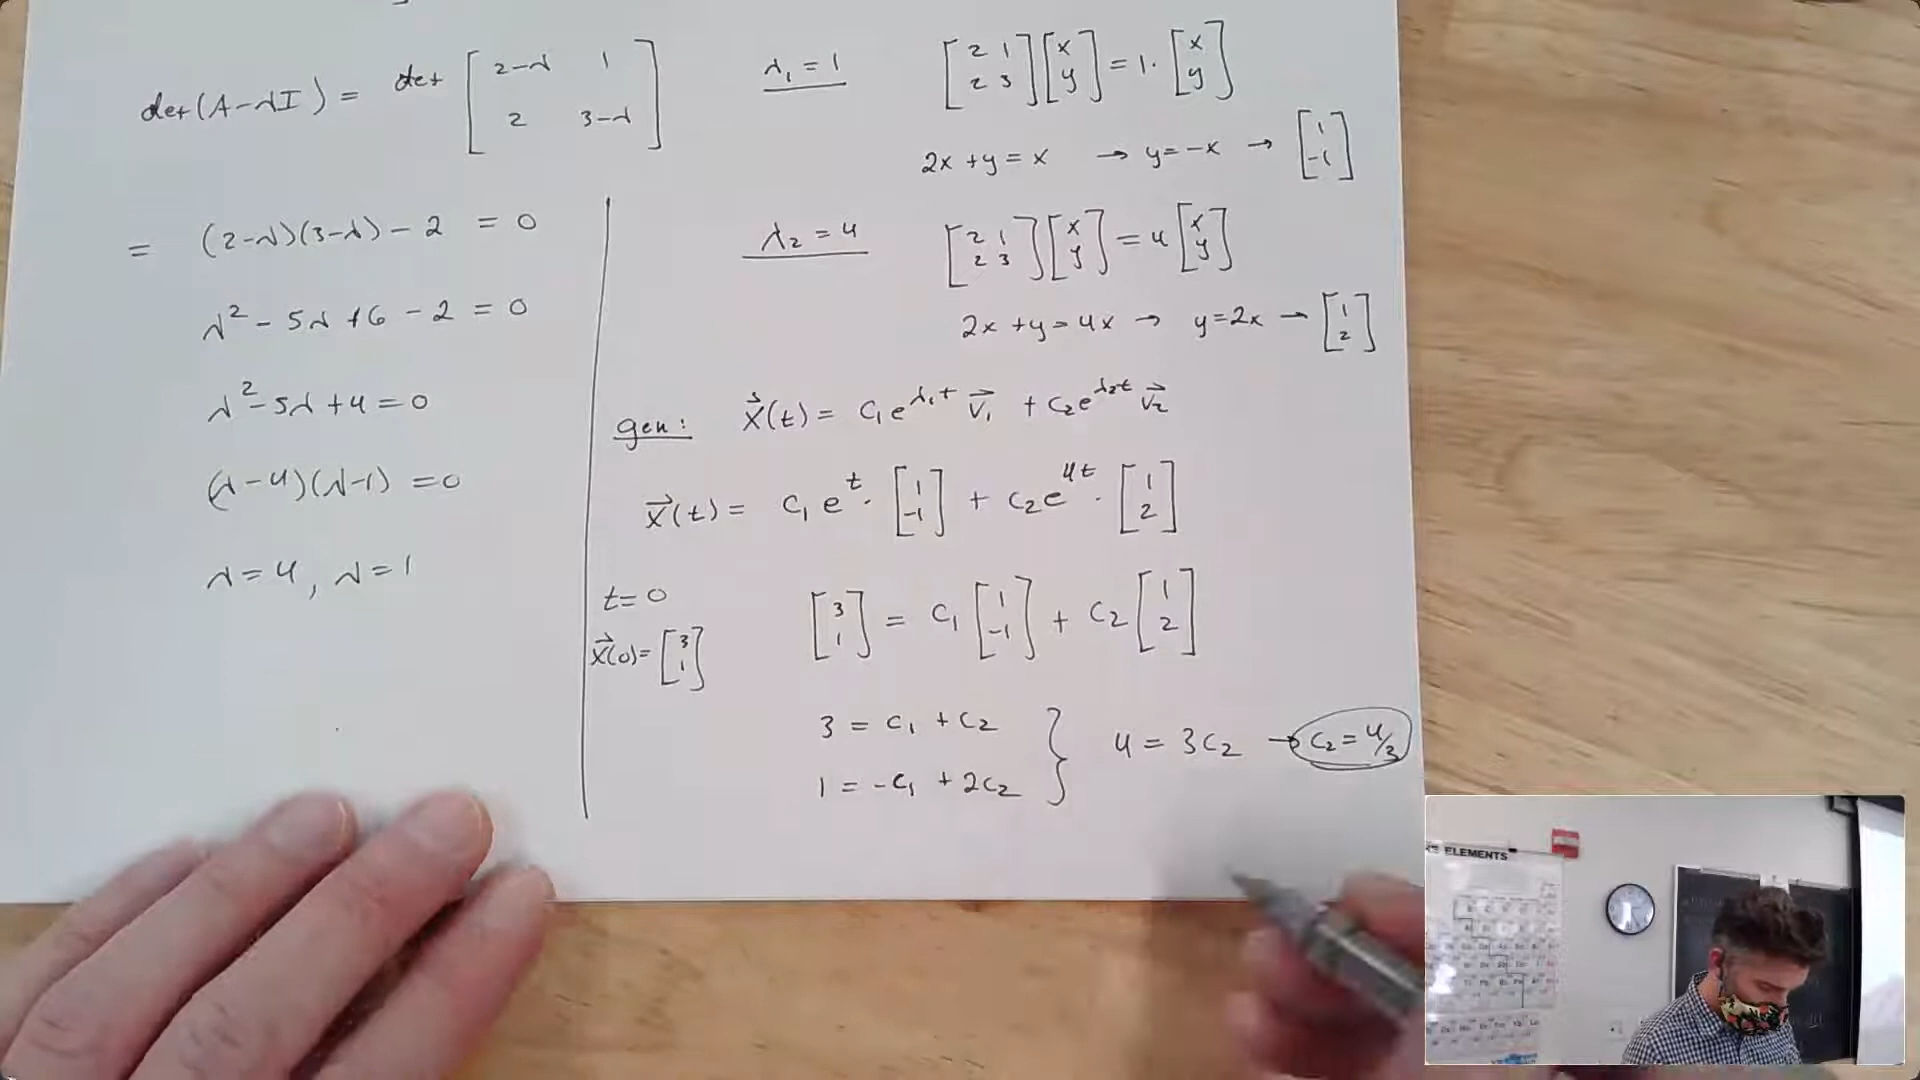 det(A-λI) = det [2-λ 1
2 3-λ]
= (2-λ)(3-λ) - 2 = 0
λ² - 5λ + 6 - 2 = 0
λ² - 5λ + 4 = 0
(λ - 4)(λ - 1) = 0
λ = 4, λ = 1
λ₁ = 1 [2 1
2 3] [x
y] = 1 · [x
y]
2x + y = x → y = -x → [1
-1]
λ₂ = 4 [2 1
2 3] [x
y] = 4 [x
y]
2x + y = 4x → y = 2x → [1
2]
gen: x⃗(t) = c₁e^λ₁t v⃗₁ + c₂e^λ₂t v⃗₂
x⃗(t) = c₁e^t · [1
-1] + c₂e^4t · [1
2]
t = 0
x⃗(0) = [3
1]
[3
1] = c₁ [1
-1] + c₂ [1
2]
3 = c₁ + c₂
1 = -c₁ + 2c₂
} 4 = 3c₂ → c₂ = 4/3
ELEMENTS